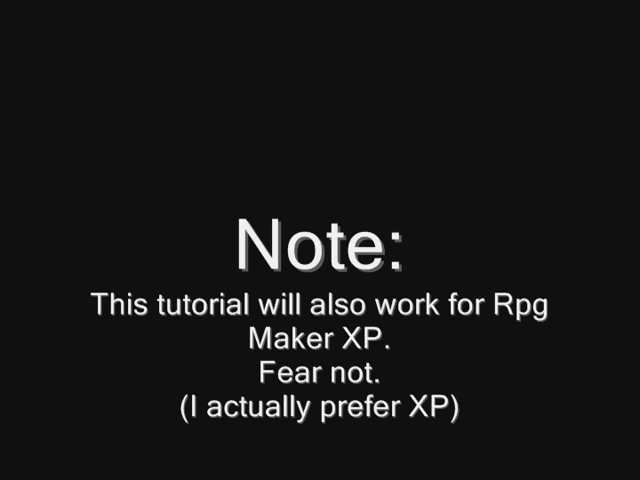 Note:
This tutorial will also work for Rpg
Maker XP.
Fear not.
(I actually prefer XP)